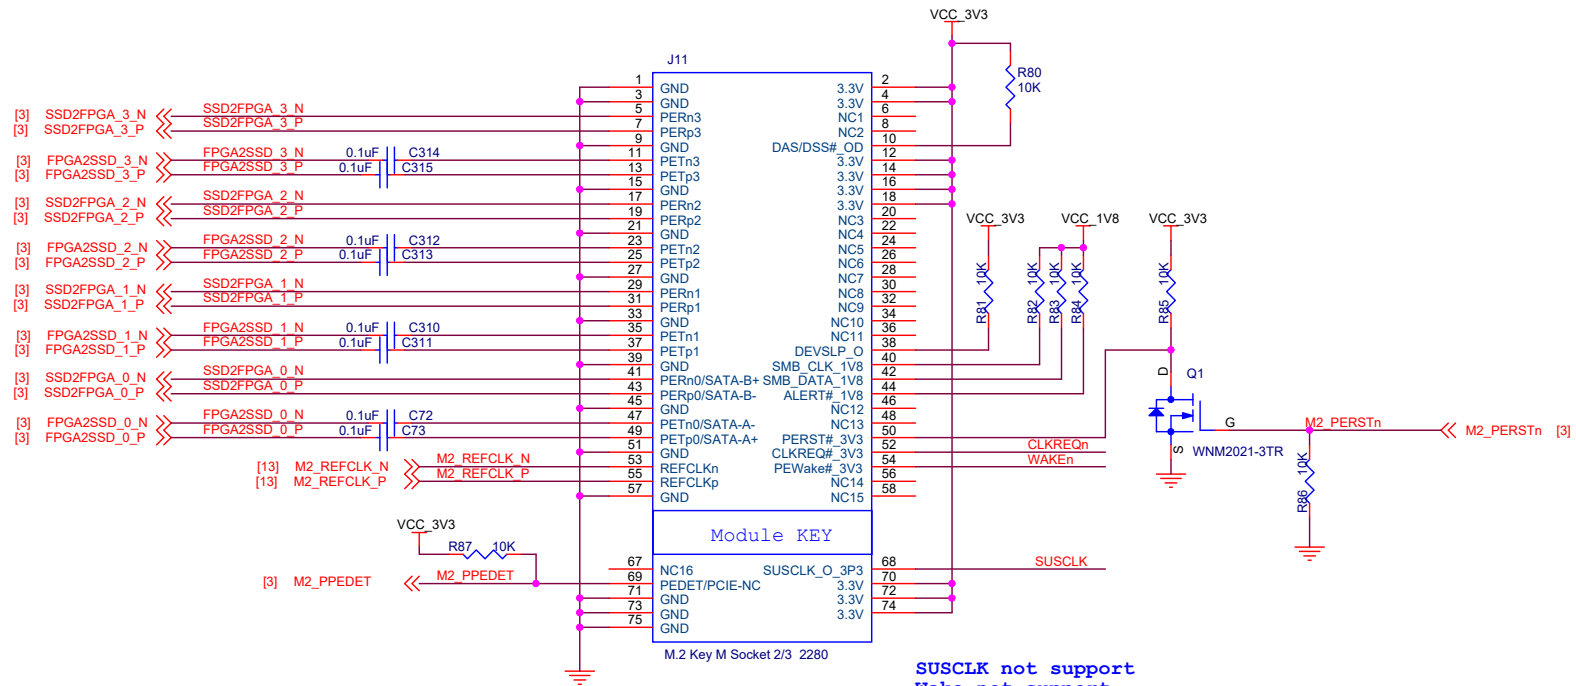 VCC_3V3
R80
10K
J11
M.2 Key M Socket 2/3  2280
1 GND
3 GND
5 PERn3
7 PERp3
9 GND
11 PETn3
13 PETp3
15 GND
17 PERn2
19 PERp2
21 GND
23 PETn2
25 PETp2
27 GND
29 PERn1
31 PERp1
33 GND
35 PETn1
37 PETp1
39 GND
41 PERn0/SATA-B+
43 PERp0/SATA-B-
45 GND
47 PETn0/SATA-A-
49 PETp0/SATA-A+
51 GND
53 REFCLKn
55 REFCLKp
57 GND
Module KEY
67 NC16
69 PEDET/PCIE-NC
71 GND
73 GND
75 GND
3.3V 2
3.3V 4
NC1 6
NC2 8
DAS/DSS#_OD 10
3.3V 12
3.3V 14
3.3V 16
3.3V 18
NC3 20
NC4 22
NC5 24
NC6 26
NC7 28
NC8 30
NC9 32
NC10 34
NC11 36
DEVSLP_O 38
SMB_CLK_1V8 40
SMB_DATA_1V8 42
ALERT#_1V8 44
NC12 46
NC13 48
PERST#_3V3 50
CLKREQ#_3V3 52
PEWake#_3V3 54
NC14 56
NC15 58
SUSCLK_O_3P3 68
3.3V 70
3.3V 72
3.3V 74
[3] SSD2FPGA_3_N SSD2FPGA_3_N
[3] SSD2FPGA_3_P SSD2FPGA_3_P
[3] FPGA2SSD_3_N FPGA2SSD_3_N 0.1uF C314
[3] FPGA2SSD_3_P FPGA2SSD_3_P 0.1uF C315
[3] SSD2FPGA_2_N SSD2FPGA_2_N
[3] SSD2FPGA_2_P SSD2FPGA_2_P
[3] FPGA2SSD_2_N FPGA2SSD_2_N 0.1uF C312
[3] FPGA2SSD_2_P FPGA2SSD_2_P 0.1uF C313
[3] SSD2FPGA_1_N SSD2FPGA_1_N
[3] SSD2FPGA_1_P SSD2FPGA_1_P
[3] FPGA2SSD_1_N FPGA2SSD_1_N 0.1uF C310
[3] FPGA2SSD_1_P FPGA2SSD_1_P 0.1uF C311
[3] SSD2FPGA_0_N SSD2FPGA_0_N
[3] SSD2FPGA_0_P SSD2FPGA_0_P
[3] FPGA2SSD_0_N FPGA2SSD_0_N 0.1uF C72
[3] FPGA2SSD_0_P FPGA2SSD_0_P 0.1uF C73
[13] M2_REFCLK_N M2_REFCLK_N
[13] M2_REFCLK_P M2_REFCLK_P
VCC_3V3
R87 10K
[3] M2_PPEDET M2_PPEDET
VCC_3V3 VCC_1V8 VCC_3V3
R81 10K
R82 10K
R83 10K
R84 10K
R85 10K
D
Q1
G
S
WNM2021-3TR
M2_PERSTn
M2_PERSTn [3]
R86 10K
CLKREQn
WAKEn
SUSCLK
SUSCLK not support
Wake not support